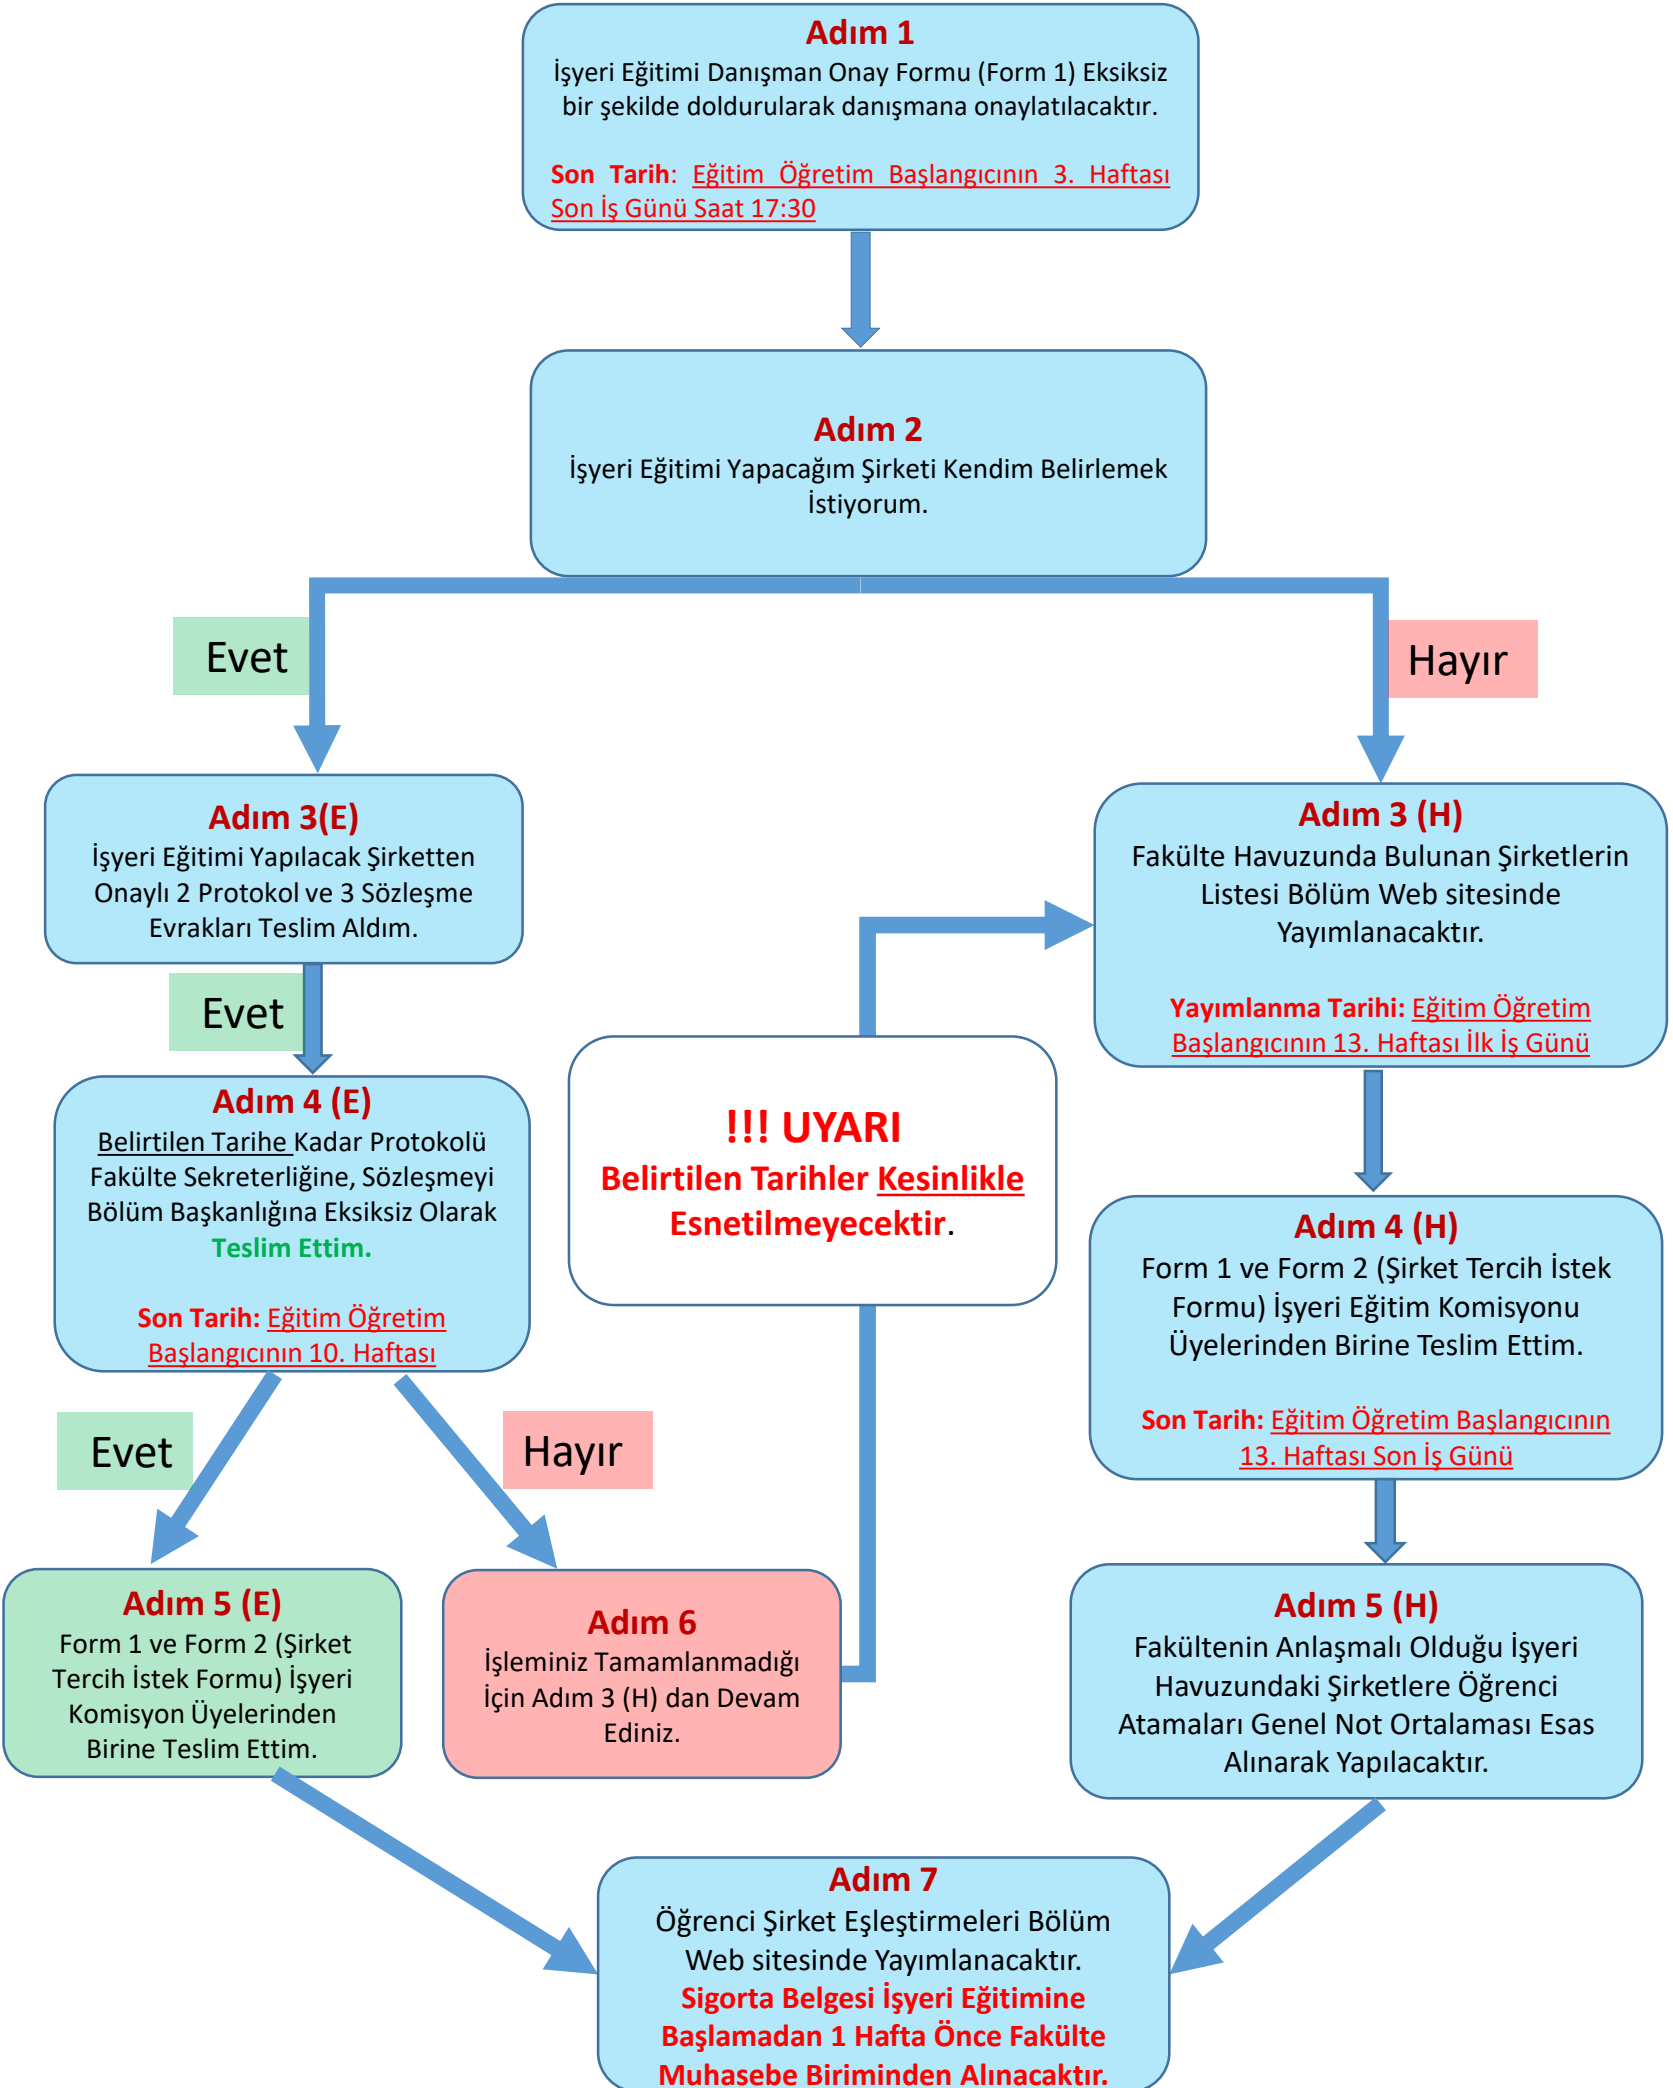 Adım 1
İşyeri Eğitimi Danışman Onay Formu (Form 1) Eksiksiz
bir şekilde doldurularak danışmana onaylatılacaktır.
Son Tarih: Eğitim Öğretim Başlangıcının 3. Haftası
Son İş Günü Saat 17:30
Adım 2
İşyeri Eğitimi Yapacağım Şirketi Kendim Belirlemek
İstiyorum.
Evet
Hayır
Adım 3(E)
İşyeri Eğitimi Yapılacak Şirketten
Onaylı 2 Protokol ve 3 Sözleşme
Evrakları Teslim Aldım.
Adım 3 (H)
Fakülte Havuzunda Bulunan Şirketlerin
Listesi Bölüm Web sitesinde
Yayımlanacaktır.
Yayımlanma Tarihi: Eğitim Öğretim
Başlangıcının 13. Haftası İlk İş Günü
Evet
Adım 4 (E)
Belirtilen Tarihe Kadar Protokolü
Fakülte Sekreterliğine, Sözleşmeyi
Bölüm Başkanlığına Eksiksiz Olarak
Teslim Ettim.
Son Tarih: Eğitim Öğretim
Başlangıcının 10. Haftası
!!! UYARI
Belirtilen Tarihler Kesinlikle
Esnetilmeyecektir.
Adım 4 (H)
Form 1 ve Form 2 (Şirket Tercih İstek
Formu) İşyeri Eğitim Komisyonu
Üyelerinden Birine Teslim Ettim.
Son Tarih: Eğitim Öğretim Başlangıcının
13. Haftası Son İş Günü
Evet
Hayır
Adım 5 (E)
Form 1 ve Form 2 (Şirket
Tercih İstek Formu) İşyeri
Komisyon Üyelerinden
Birine Teslim Ettim.
Adım 6
İşleminiz Tamamlanmadığı
İçin Adım 3 (H) dan Devam
Ediniz.
Adım 5 (H)
Fakültenin Anlaşmalı Olduğu İşyeri
Havuzundaki Şirketlere Öğrenci
Atamaları Genel Not Ortalaması Esas
Alınarak Yapılacaktır.
Adım 7
Öğrenci Şirket Eşleştirmeleri Bölüm
Web sitesinde Yayımlanacaktır.
Sigorta Belgesi İşyeri Eğitimine
Başlamadan 1 Hafta Önce Fakülte
Muhasebe Biriminden Alınacaktır.